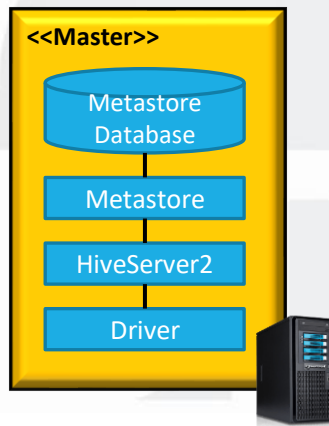 <<Master>>
Metastore
Database
Metastore
HiveServer2
Driver